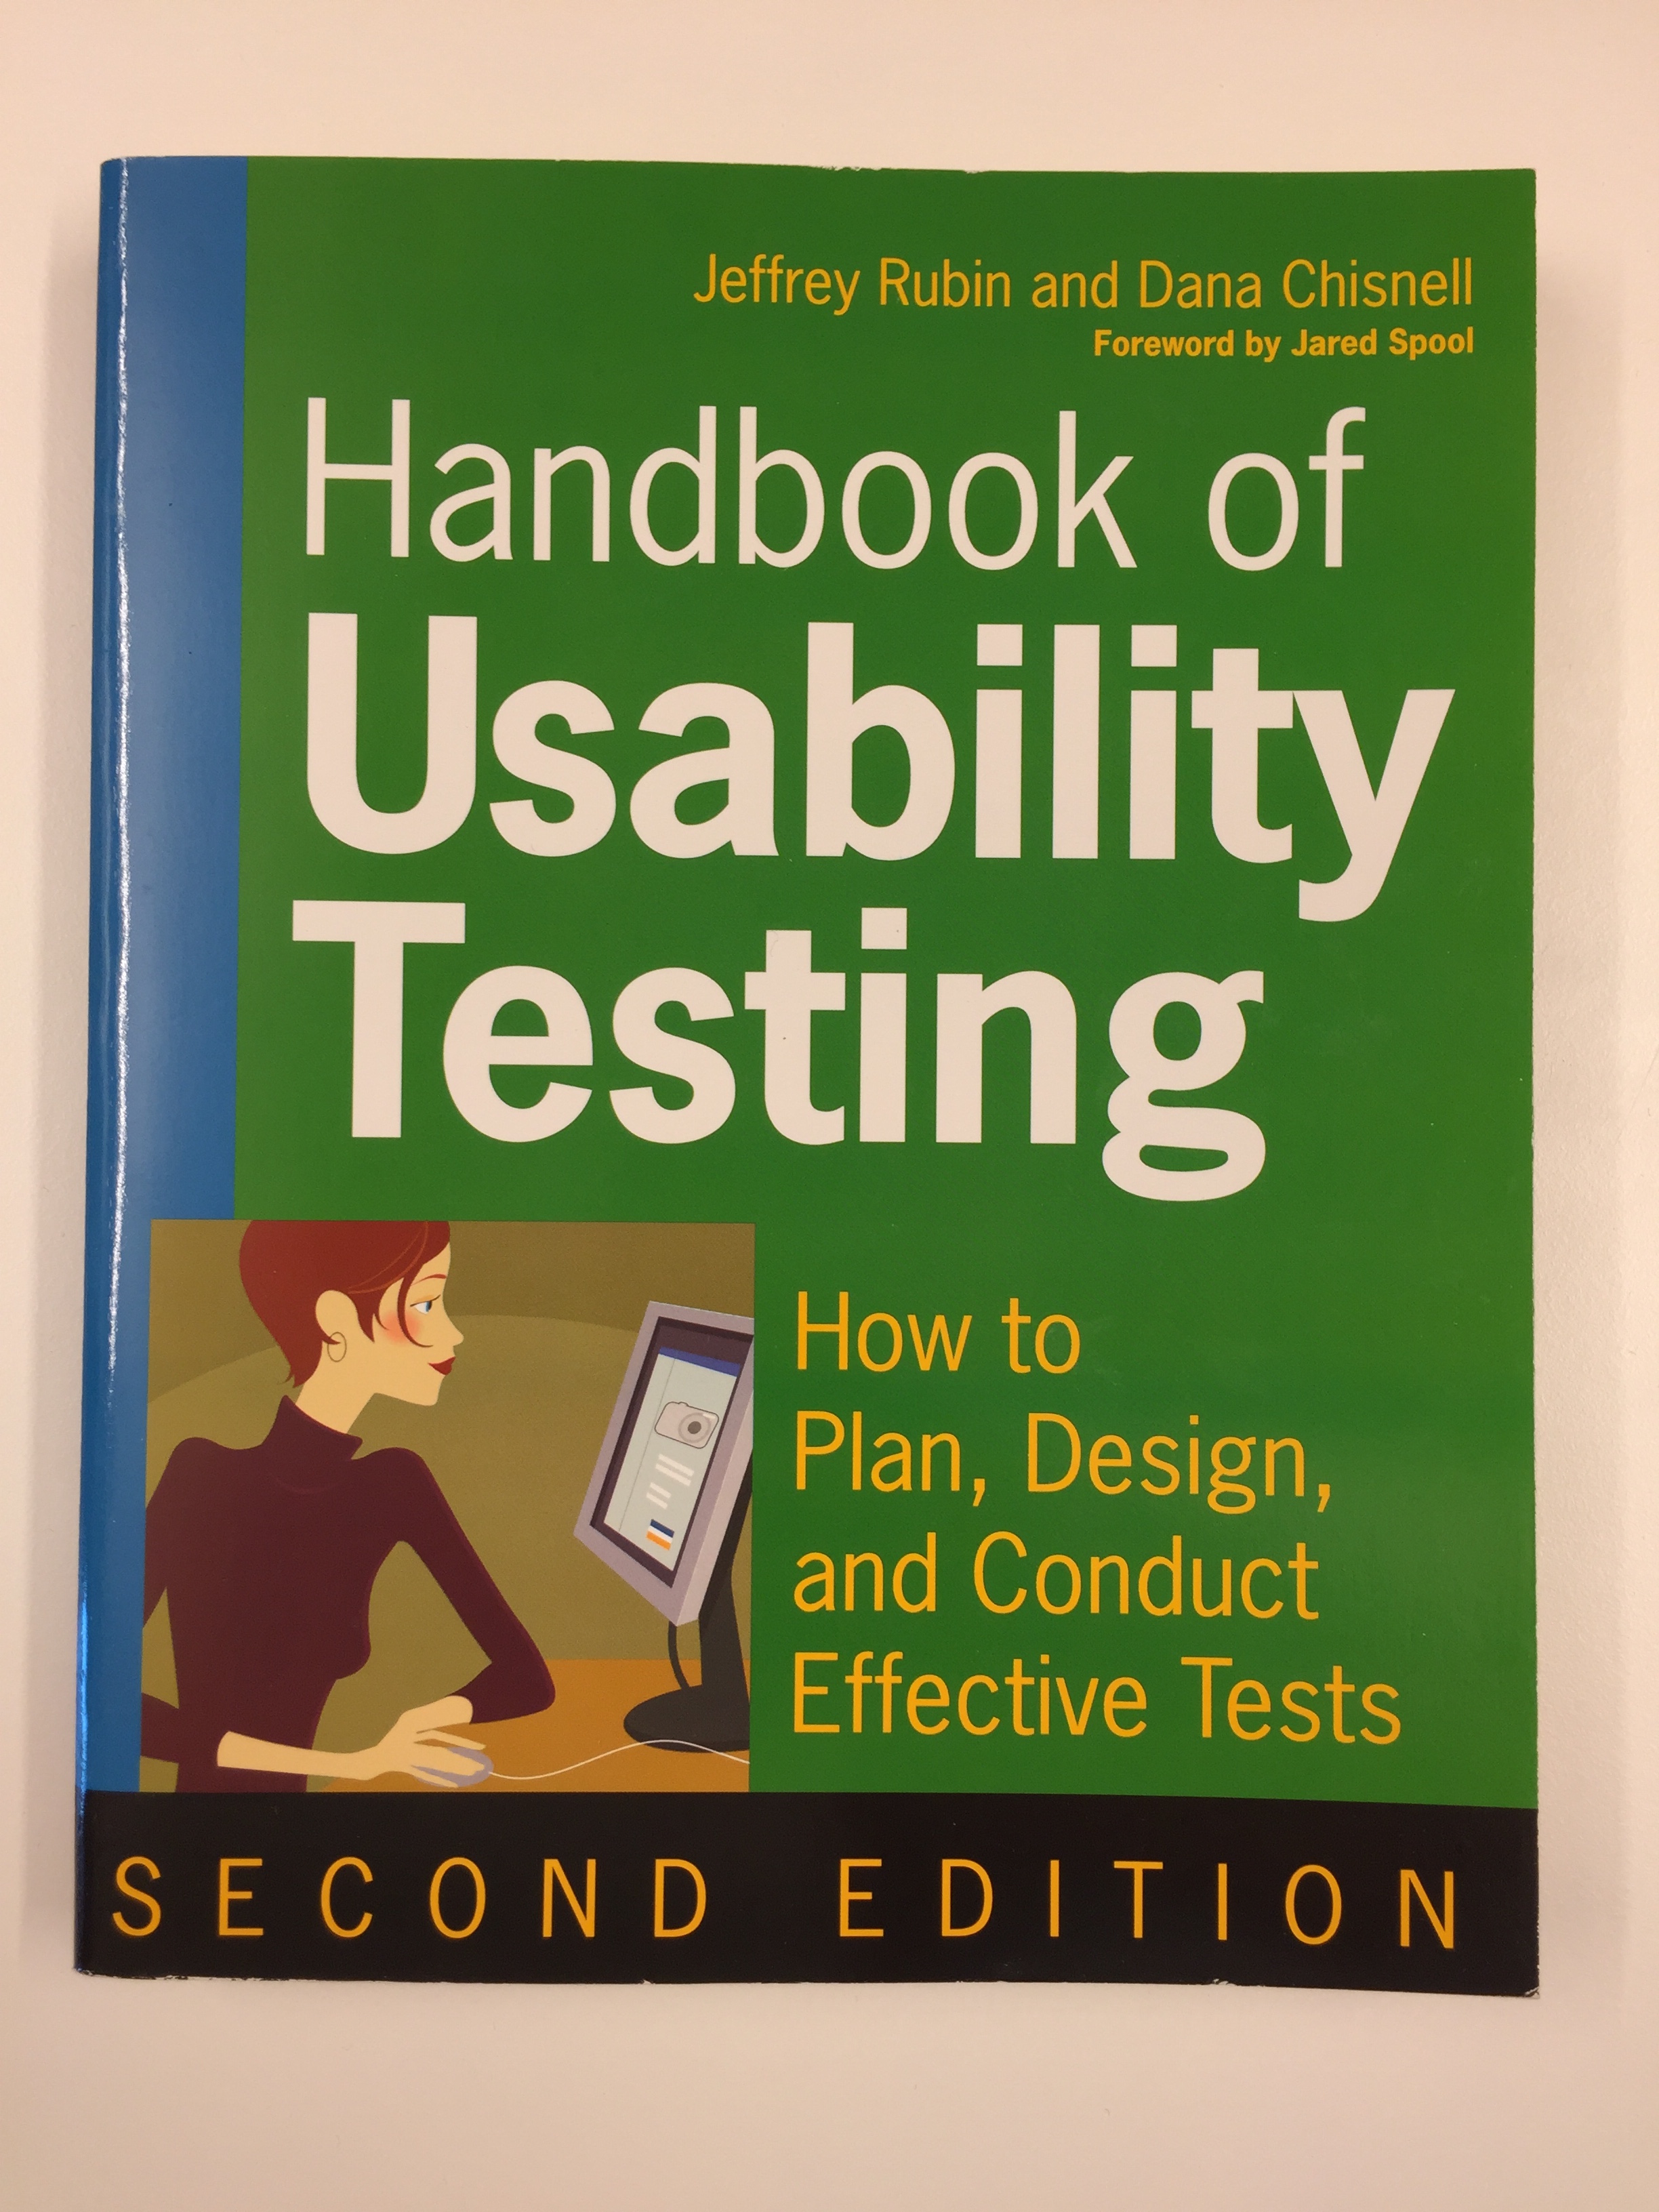 Jeffrey Rubin and Dana Chisnell
Foreword by Jared Spool
Handbook of
Usability
Testing
How to
Plan, Design,
and Conduct
Effective Tests
SECOND EDITION